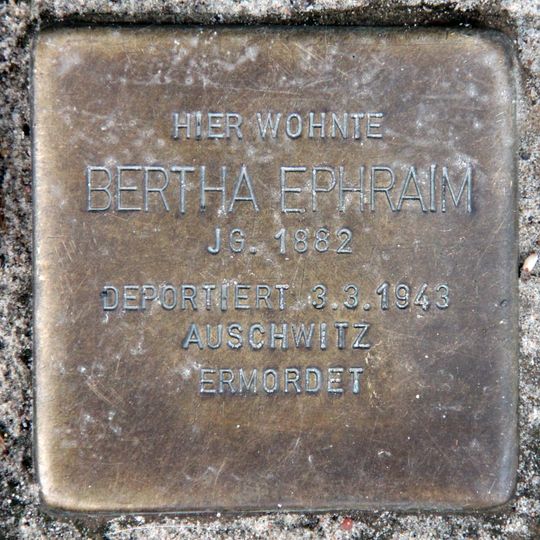 HIER WOHNTE
BERTHA EPHRAIM
JG. 1882
DEPORTIERT 3.3.1943
AUSCHWITZ
ERMORDET